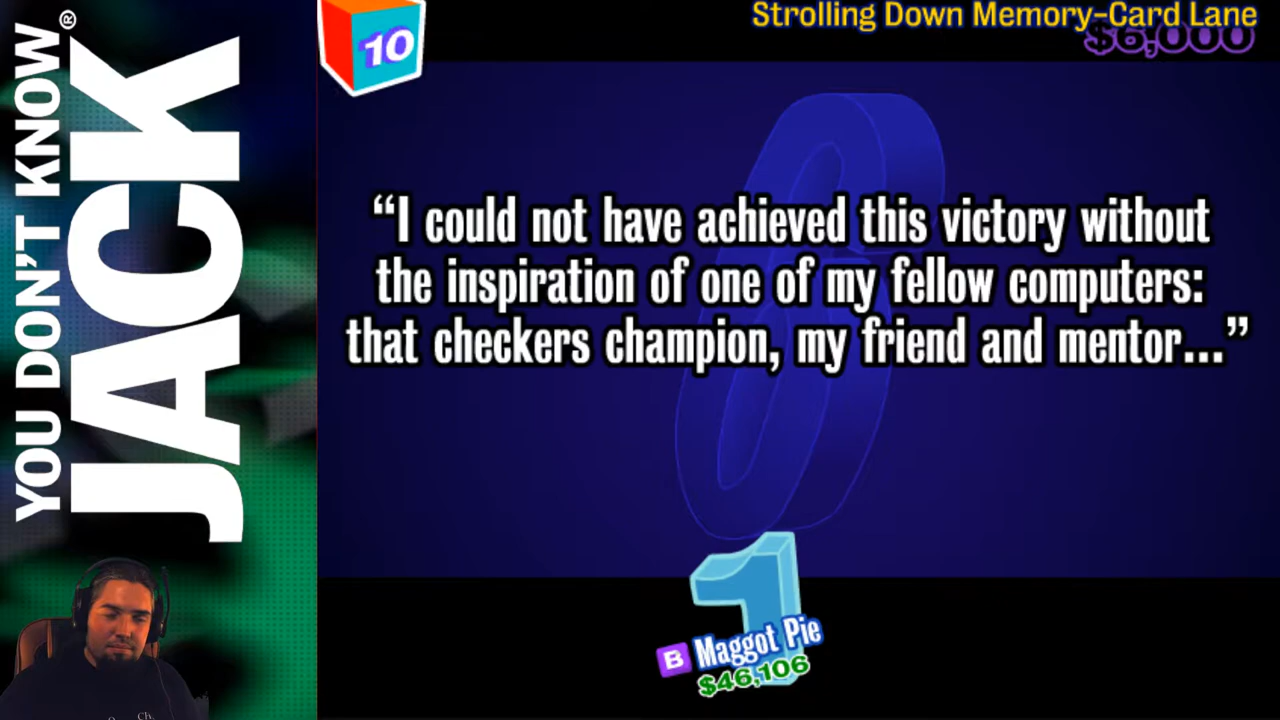 YOU DON'T KNOW
JACK®
10
Strolling Down Memory-Card Lane
$6,000
“I could not have achieved this victory without
the inspiration of one of my fellow computers:
that checkers champion, my friend and mentor...”
6
1
B Maggot Pie
$46,106